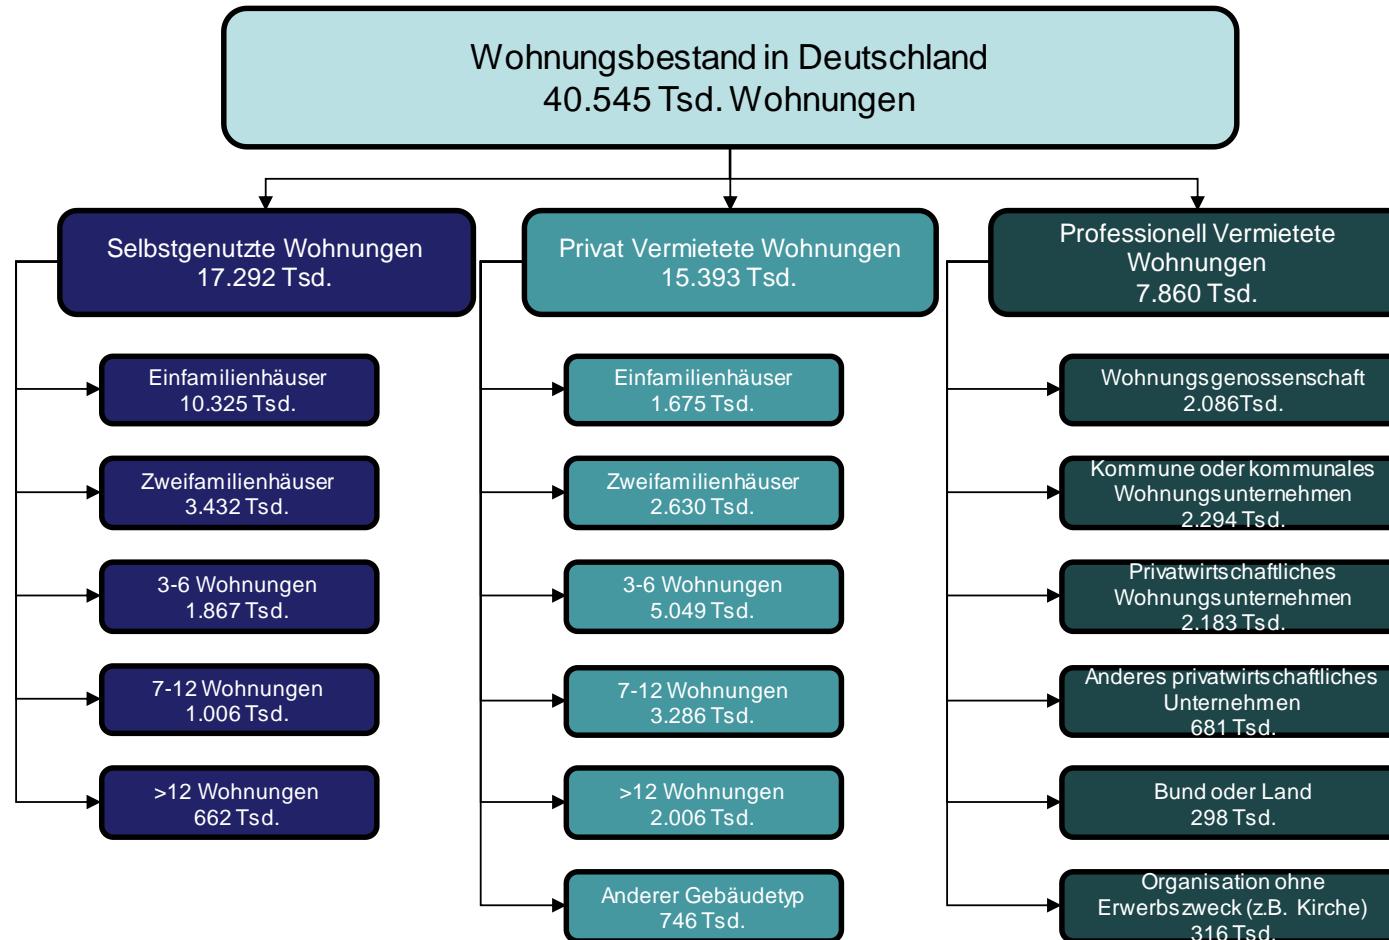 Wohnungsbestand in Deutschland
40.545 Tsd. Wohnungen
Selbstgenutzte Wohnungen
17.292 Tsd.
Einfamilienhäuser
10.325 Tsd.
Zweifamilienhäuser
3.432 Tsd.
3-6 Wohnungen
1.867 Tsd.
7-12 Wohnungen
1.006 Tsd.
>12 Wohnungen
662 Tsd.
Privat Vermietete Wohnungen
15.393 Tsd.
Einfamilienhäuser
1.675 Tsd.
Zweifamilienhäuser
2.630 Tsd.
3-6 Wohnungen
5.049 Tsd.
7-12 Wohnungen
3.286 Tsd.
>12 Wohnungen
2.006 Tsd.
Anderer Gebäudetyp
746 Tsd.
Professionell Vermietete
Wohnungen
7.860 Tsd.
Wohnungsgenossenschaft
2.086Tsd.
Kommune oder kommunales
Wohnungsunternehmen
2.294 Tsd.
Privatwirtschaftliches
Wohnungsunternehmen
2.183 Tsd.
Anderes privatwirtschaftliches
Unternehmen
681 Tsd.
Bund oder Land
298 Tsd.
Organisation ohne
Erwerbszweck (z.B. Kirche)
316 Tsd.